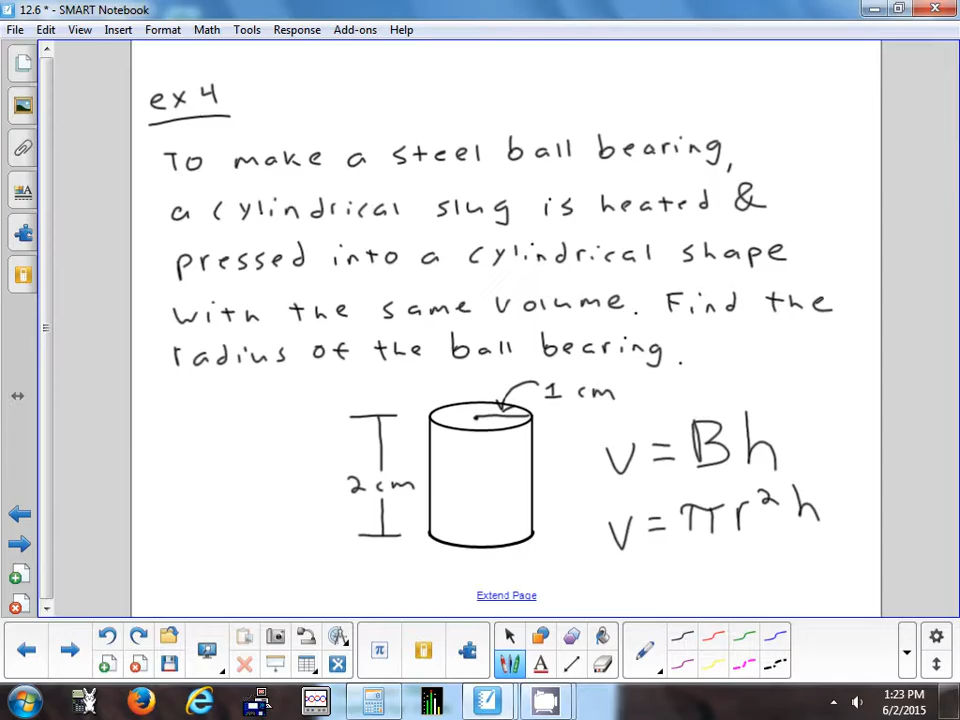 12.6 * - SMART Notebook
File Edit View Insert Format Math Tools Response Add-ons Help
ex 4
To make a steel ball bearing,
a cylindrical slug is heated &
pressed into a cylindrical shape
with the same volume. Find the
radius of the ball bearing.
1 cm
2 cm
V = Bh
V = πr²h
Extend Page
π
A
1:23 PM
6/2/2015